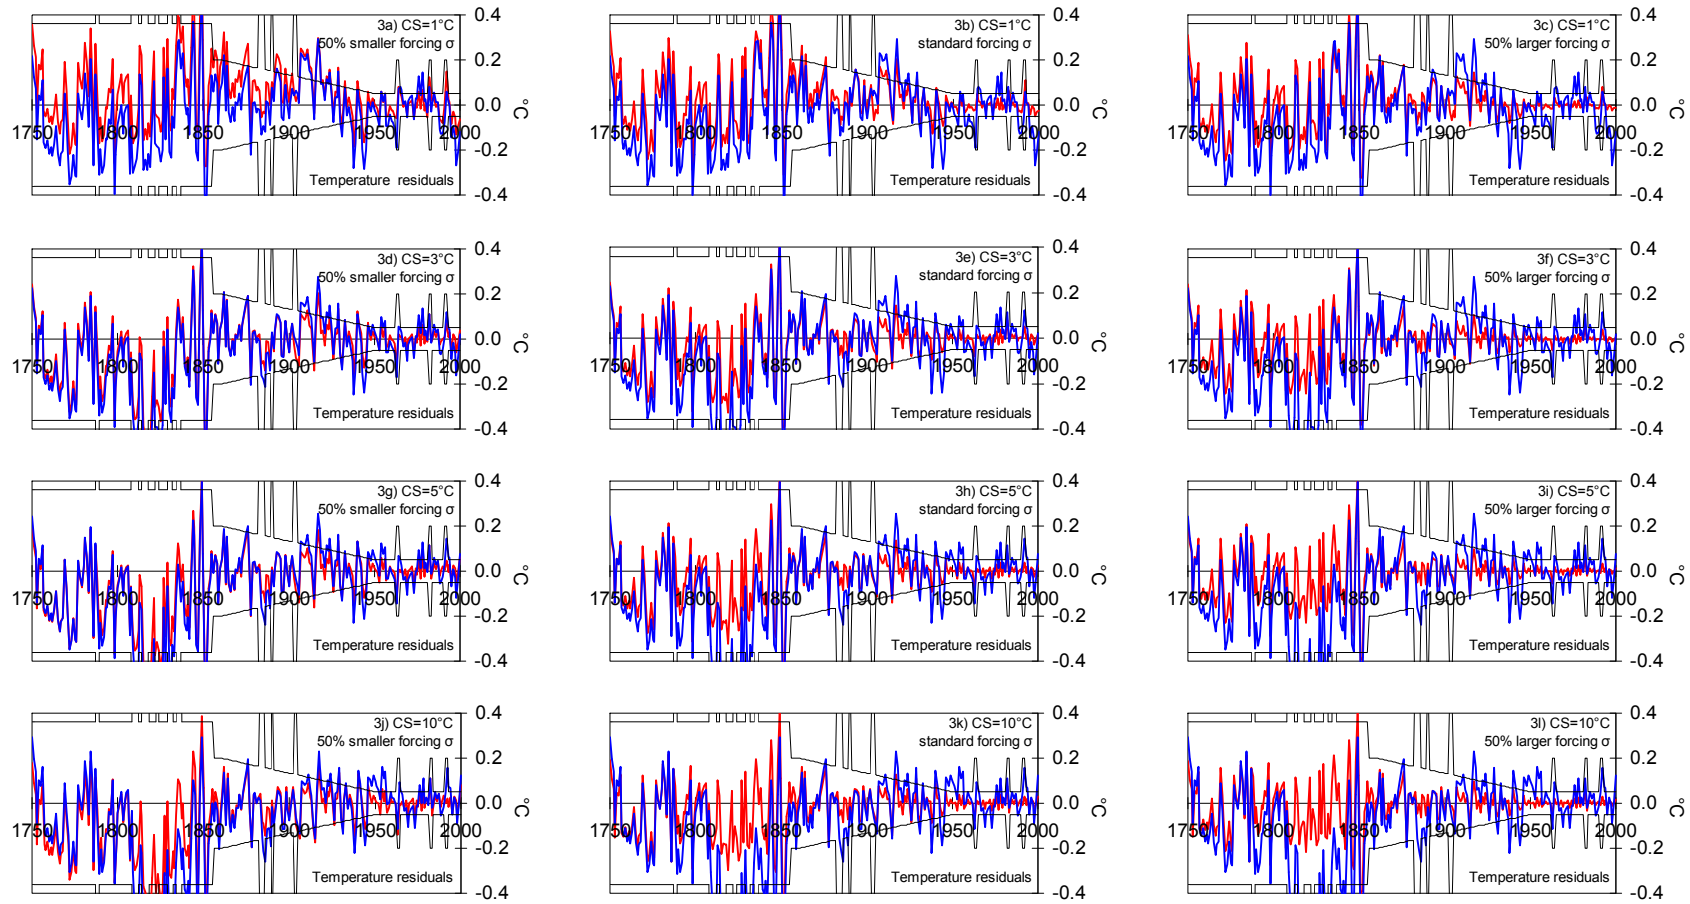 0.4
3a) CS=1°C
50% smaller forcing σ
0.2
0.0
°C
1750 1800 1850 1900 1950 2000
-0.2
Temperature residuals
-0.4
0.4
3b) CS=1°C
standard forcing σ
0.2
0.0
°C
1750 1800 1850 1900 1950 2000
-0.2
Temperature residuals
-0.4
0.4
3c) CS=1°C
50% larger forcing σ
0.2
0.0
°C
1750 1800 1850 1900 1950 2000
-0.2
Temperature residuals
-0.4
0.4
3d) CS=3°C
50% smaller forcing σ
0.2
0.0
°C
1750 1800 1850 1900 1950 2000
-0.2
Temperature residuals
-0.4
0.4
3e) CS=3°C
standard forcing σ
0.2
0.0
°C
1750 1800 1850 1900 1950 2000
-0.2
Temperature residuals
-0.4
0.4
3f) CS=3°C
50% larger forcing σ
0.2
0.0
°C
1750 1800 1850 1900 1950 2000
-0.2
Temperature residuals
-0.4
0.4
3g) CS=5°C
50% smaller forcing σ
0.2
0.0
°C
1750 1800 1850 1900 1950 2000
-0.2
Temperature residuals
-0.4
0.4
3h) CS=5°C
standard forcing σ
0.2
0.0
°C
1750 1800 1850 1900 1950 2000
-0.2
Temperature residuals
-0.4
0.4
3i) CS=5°C
50% larger forcing σ
0.2
0.0
°C
1750 1800 1850 1900 1950 2000
-0.2
Temperature residuals
-0.4
0.4
3j) CS=10°C
50% smaller forcing σ
0.2
0.0
°C
1750 1800 1850 1900 1950 2000
-0.2
Temperature residuals
-0.4
0.4
3k) CS=10°C
standard forcing σ
0.2
0.0
°C
1750 1800 1850 1900 1950 2000
-0.2
Temperature residuals
-0.4
0.4
3l) CS=10°C
50% larger forcing σ
0.2
0.0
°C
1750 1800 1850 1900 1950 2000
-0.2
Temperature residuals
-0.4